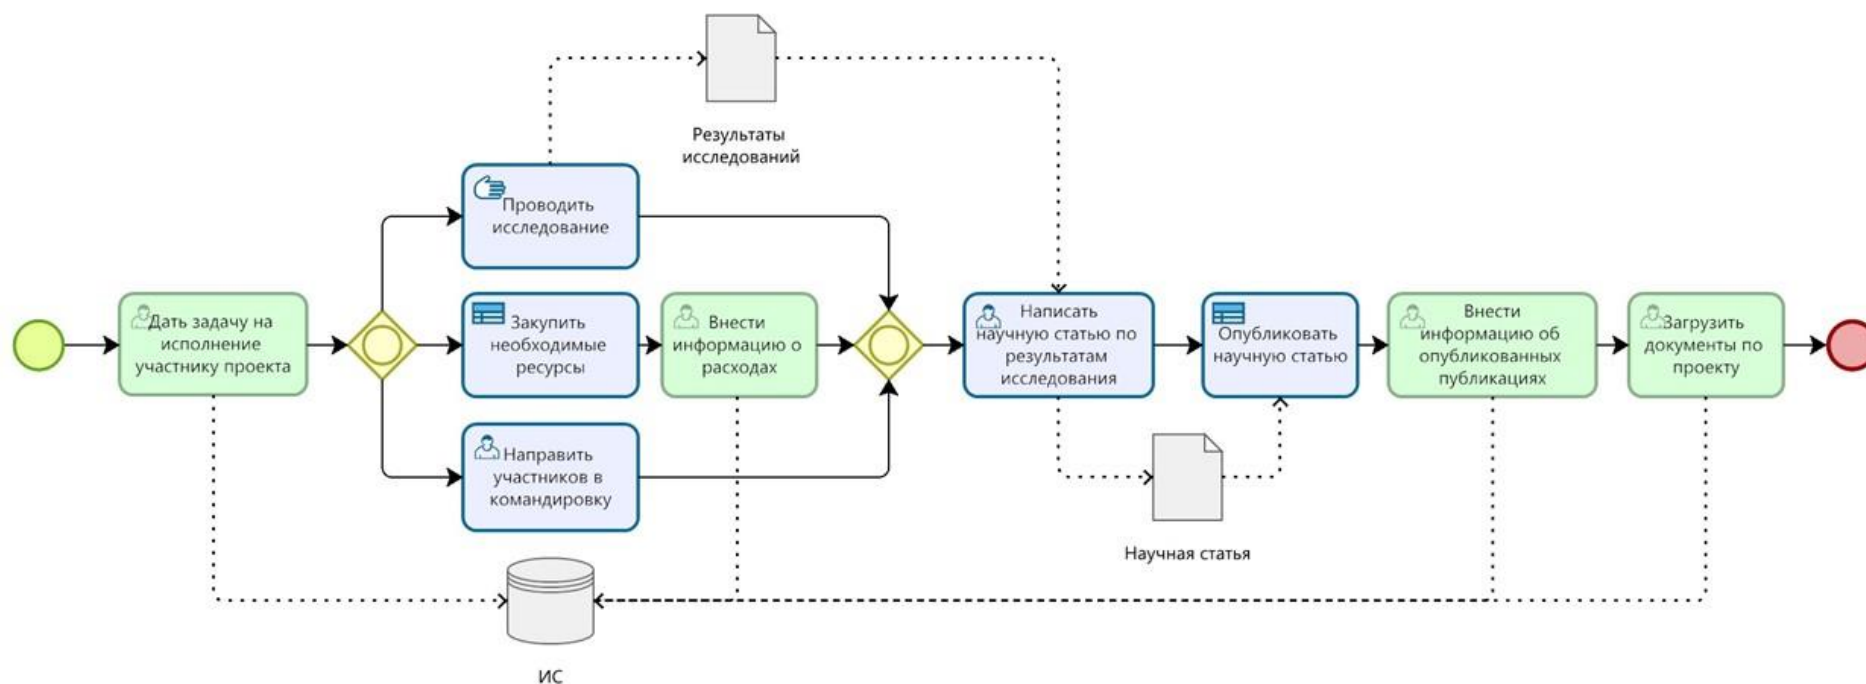 Результаты
исследований
Проводить
исследование
Дать задачу на
исполнение
участнику проекта
Закупить
необходимые
ресурсы
Внести
информацию о
расходах
Направить
участников в
командировку
Написать
научную статью по
результатам
исследования
Опубликовать
научную статью
Внести
информацию об
опубликованных
публикациях
Загрузить
документы по
проекту
Научная статья
ИС